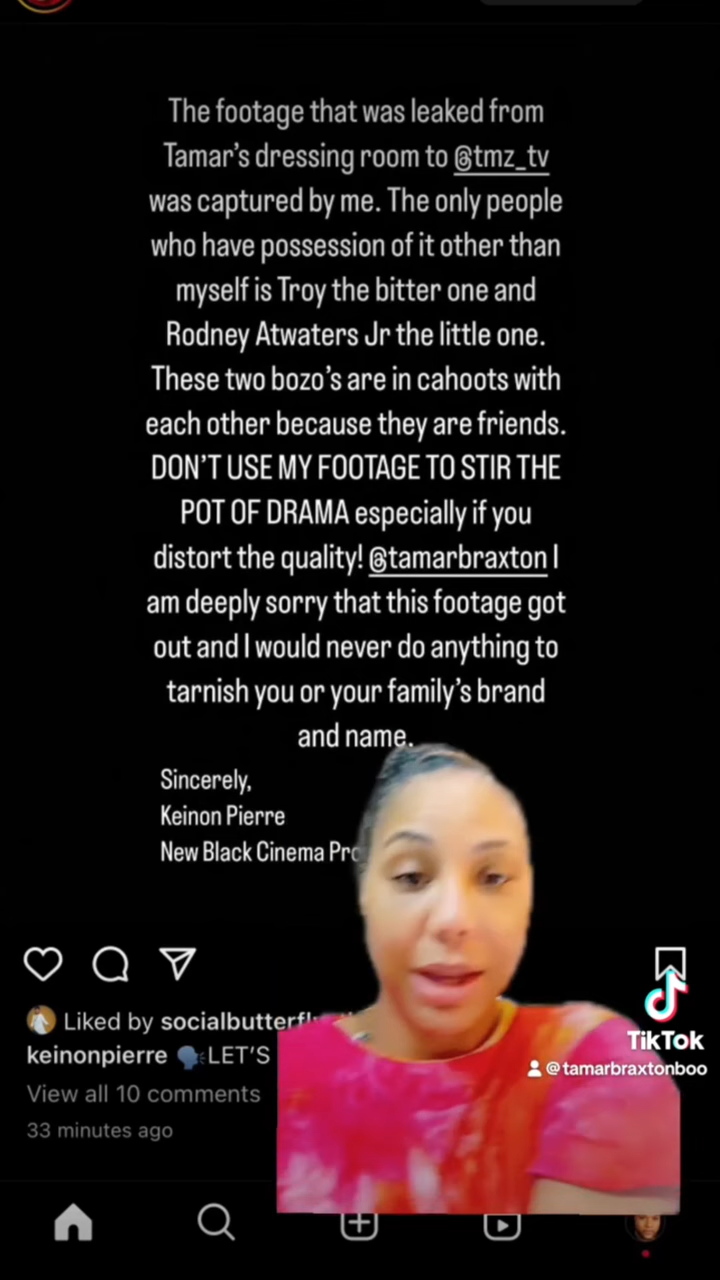 The footage that was leaked from
Tamar's dressing room to @tmz_tv
was captured by me. The only people
who have possession of it other than
myself is Troy the bitter one and
Rodney Atwaters Jr the little one.
These two bozo's are in cahoots with
each other because they are friends.
DON'T USE MY FOOTAGE TO STIR THE
POT OF DRAMA especially if you
distort the quality! @tamarbraxton I
am deeply sorry that this footage got
out and I would never do anything to
tarnish you or your family's brand
and name.
Sincerely,
Keinon Pierre
New Black Cinema
Liked by
keinonpierre 🗣️LET'S
View all 10 comments
33 minutes ago
TikTok
@tamarbraxtonboo